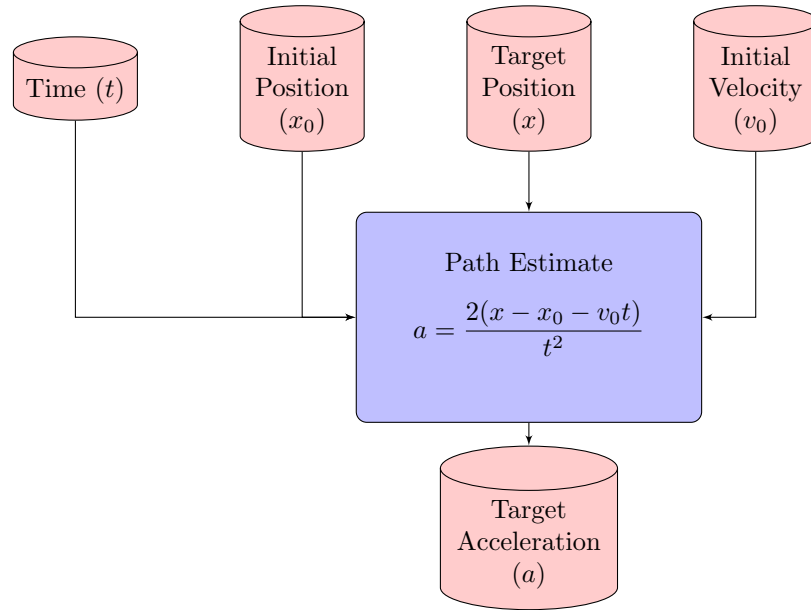 Time (t)
Initial
Position
(x₀)
Target
Position
(x)
Initial
Velocity
(v₀)
Path Estimate
a = 2(x − x₀ − v₀t) / t²
Target
Acceleration
(a)